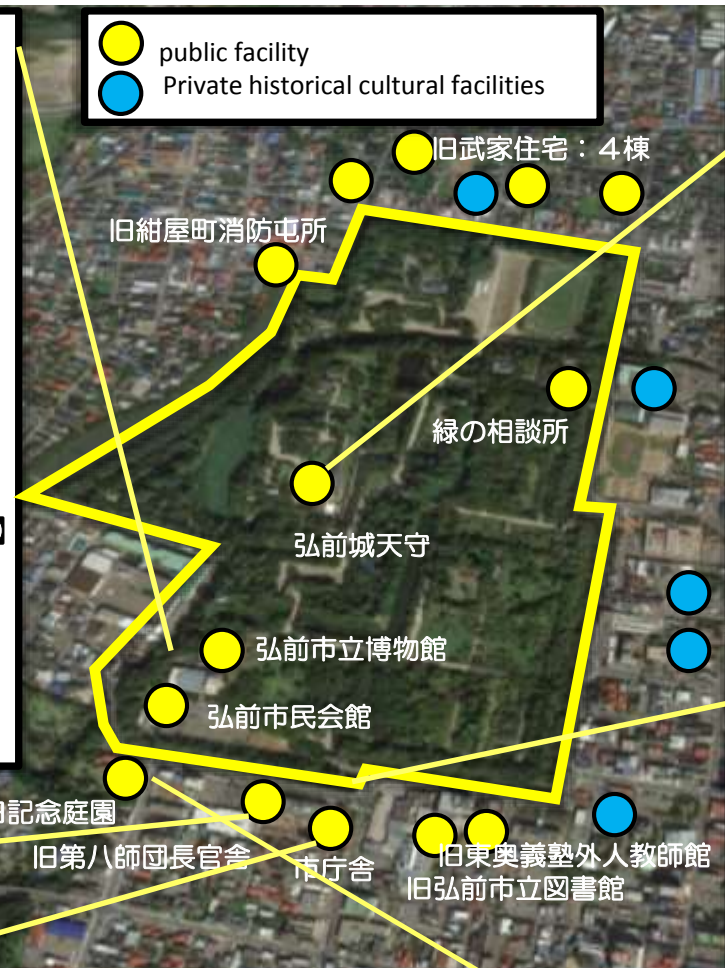 public facility
Private historical cultural facilities
旧武家住宅：４棟
旧紺屋町消防屯所
緑の相談所
弘前城天守
弘前市立博物館
弘前市民会館
記念庭園
旧第八師団長官舎
市庁舎
旧東奥義塾外人教師館
旧弘前市立図書館